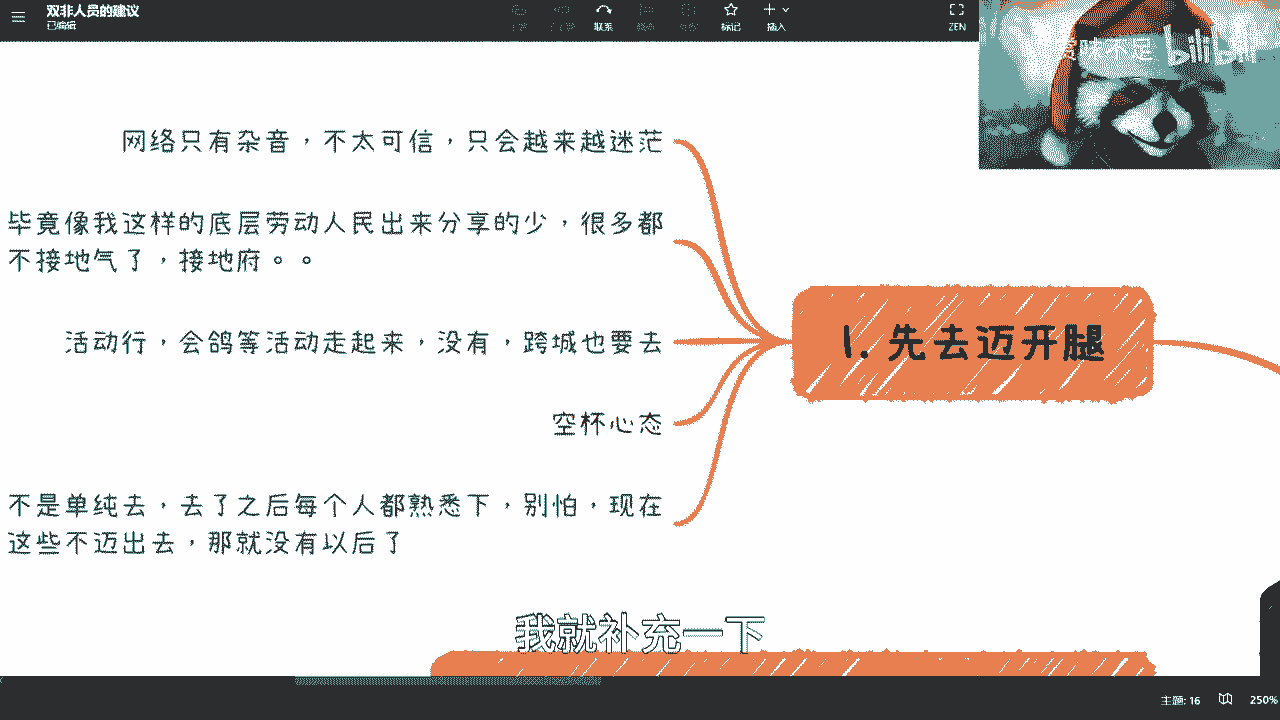 双非人员的建议
已编辑
联系
标记
插入
ZEN
bilibili
网络只有杂音，不太可信，只会越来越迷茫
毕竟像我这样的底层劳动人民出来分享的少，很多都
不接地气了，接地府。。
活动行，会鸽等活动走起来，没有，跨城也要去
空杯心态
不是单纯去，去了之后每个人都熟悉下，别怕，现在
这些不迈出去，那就没有以后了
1. 先去迈开腿
我就补充一下
主题: 16
250%